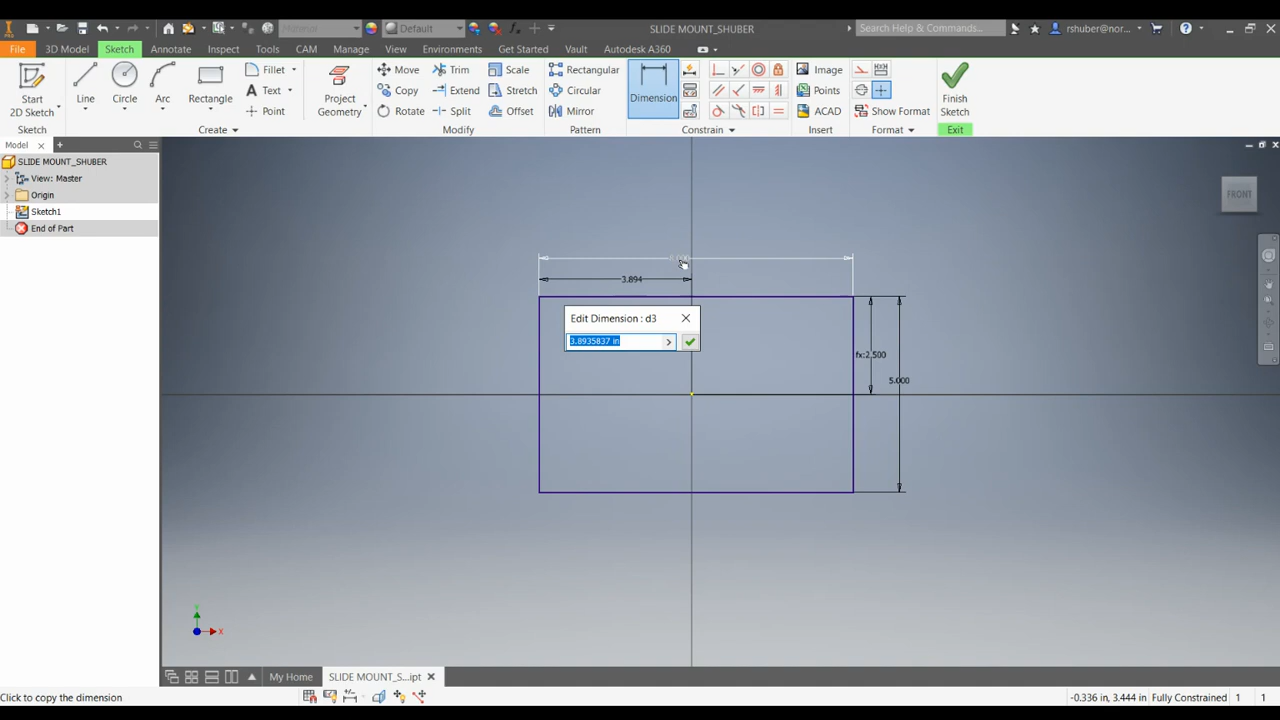 Material
Default
SLIDE MOUNT_SHUBER
Search Help & Commands...
rshuber@nor...
File 3D Model Sketch Annotate Inspect Tools CAM Manage View Environments Get Started Vault Autodesk A360
Start
2D Sketch
Line
Circle
Arc
Rectangle
Fillet
Text
Point
Project
Geometry
Move Trim Scale
Copy Extend Stretch
Rotate Split Offset
Rectangular
Circular
Mirror
Dimension
Image
Points
ACAD
Show Format
Finish
Sketch
Sketch Create Modify Pattern Constrain Insert Format Exit
Model
SLIDE MOUNT_SHUBER
View: Master
Origin
Sketch1
End of Part
FRONT
3.894
Edit Dimension : d3
3.8935837 in
fx:2.500
5.000
Y
X
My Home SLIDE MOUNT_S...ipt
Click to copy the dimension
-0.336 in, 3.444 in Fully Constrained 1 1